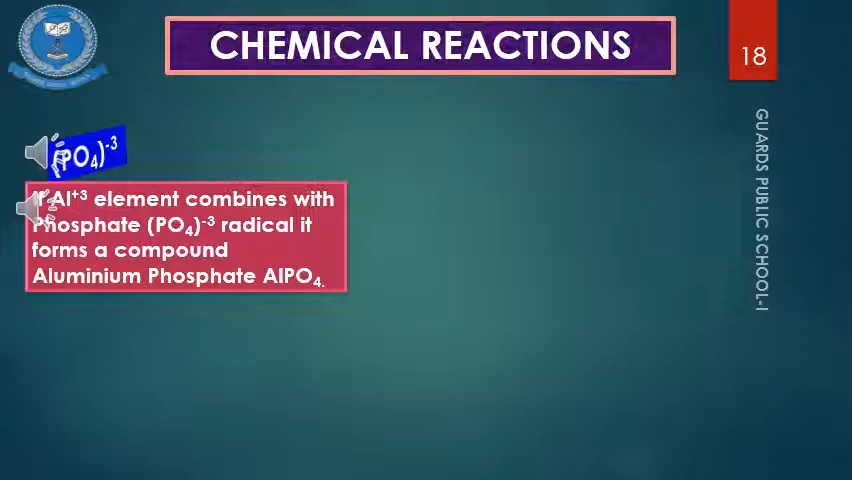 CHEMICAL REACTIONS
18
GUARDS PUBLIC SCHOOL-I
(PO₄)⁻³
If Al⁺³ element combines with
Phosphate (PO₄)⁻³ radical it
forms a compound
Aluminium Phosphate AlPO₄.